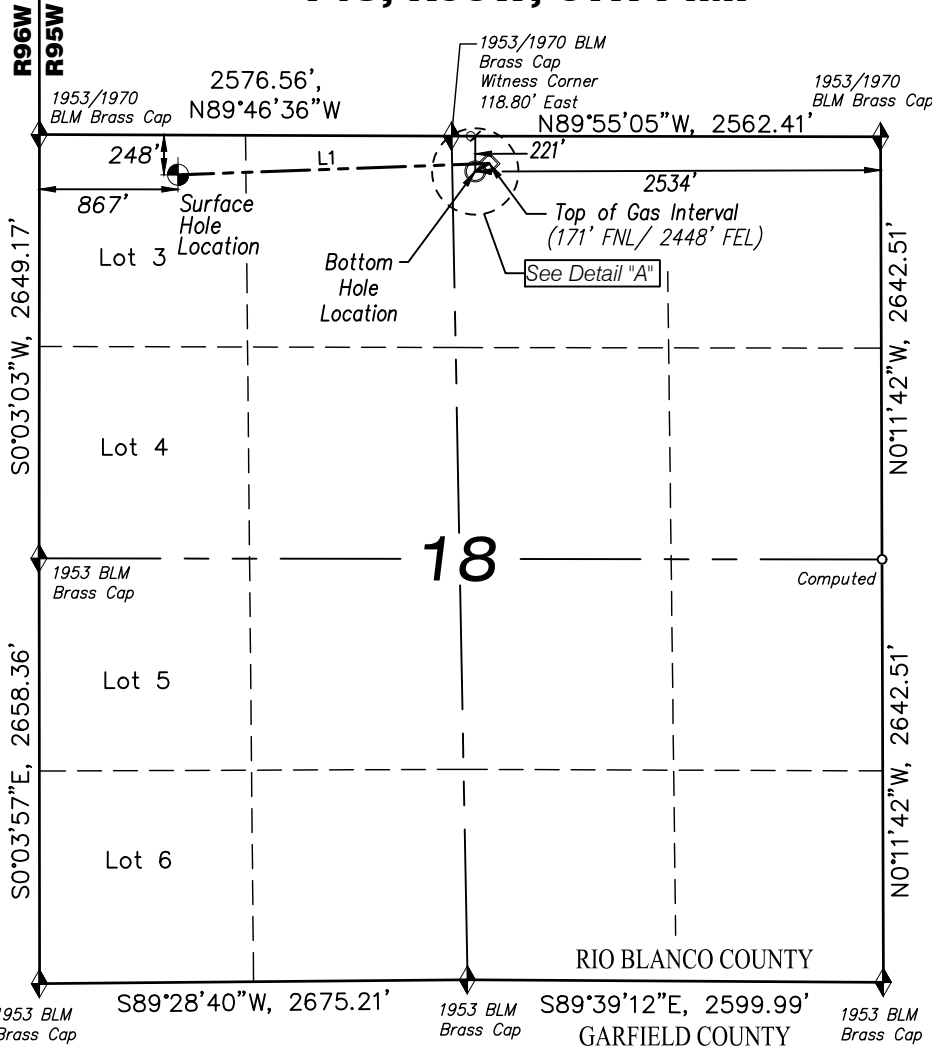 R96W
R95W
1953/1970
BLM Brass Cap
2576.56',
N89°46'36"W
1953/1970 BLM
Brass Cap
Witness Corner
118.80' East
N89°55'05"W, 2562.41'
1953/1970
BLM Brass Cap
248'
L1
221'
867'
2534'
Surface
Hole
Location
Top of Gas Interval
(171' FNL/ 2448' FEL)
See Detail "A"
Bottom
Hole
Location
Lot 3
S0°03'03"W, 2649.17'
N0°11'42"W, 2642.51'
Lot 4
18
1953 BLM
Brass Cap
Computed
Lot 5
S0°03'57"E, 2658.36'
N0°11'42"W, 2642.51'
Lot 6
RIO BLANCO COUNTY
S89°28'40"W, 2675.21'
S89°39'12"E, 2599.99'
1953 BLM
Brass Cap
1953 BLM
Brass Cap
GARFIELD COUNTY
1953 BLM
Brass Cap